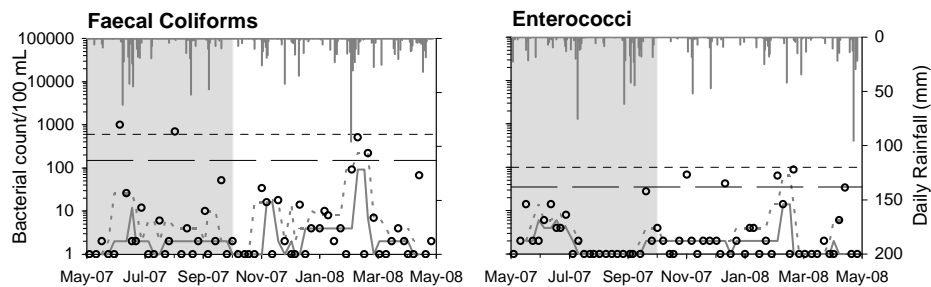 Faecal Coliforms
Enterococci
Bacterial count/100 mL
100000
10000
1000
100
10
1
May-07 Jul-07 Sep-07 Nov-07 Jan-08 Mar-08 May-08
May-07 Jul-07 Sep-07 Nov-07 Jan-08 Mar-08 May-08
0
50
100
150
200
Daily Rainfall (mm)